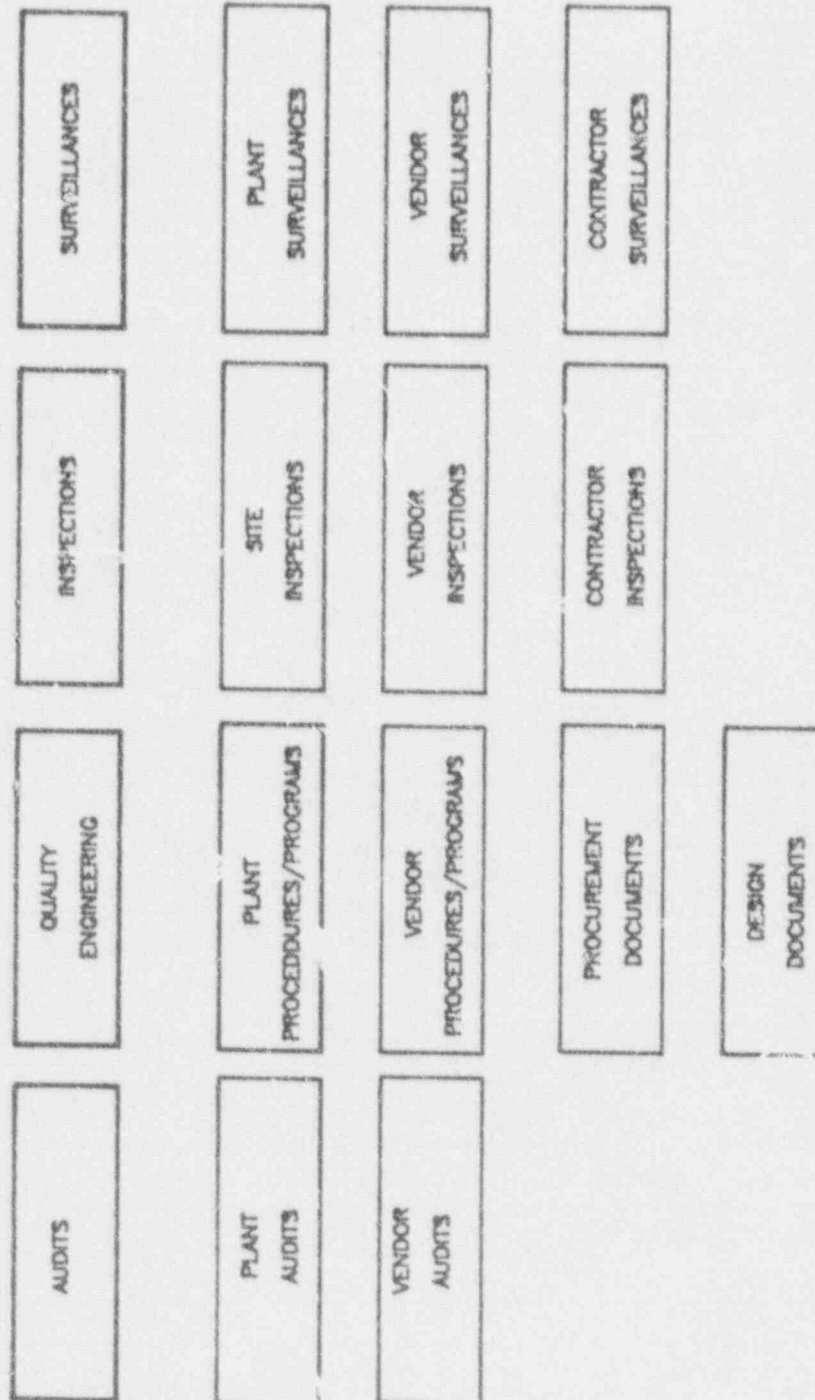 AUDITS
QUALITY
ENGINEERING
INSPECTIONS
SURVEILLANCES
PLANT
AUDITS
PLANT
PROCEDDURES/PROGRAMS
SITE
INSPECTIONS
PLANT
SURVEILLANCES
VENDOR
AUDITS
VENDOR
PROCEDURES/PROGRAMS
VENDOR
INSPECTIONS
VENDOR
SURVEILLANCES
PROCUREMENT
DOCUMENTS
CONTRACTOR
INSPECTIONS
CONTRACTOR
SURVEILLANCES
DESIGN
DOCUMENTS